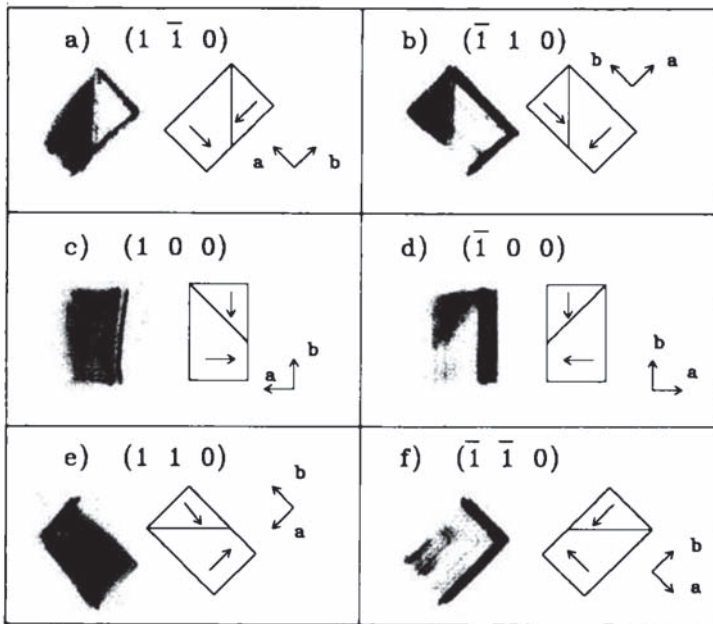 a) (1 1̅ 0)
a b
b) (1̅ 1 0)
b a
c) (1 0 0)
b
a
d) (1̅ 0 0)
b
a
e) (1 1 0)
b
a
f) (1̅ 1̅ 0)
b
a